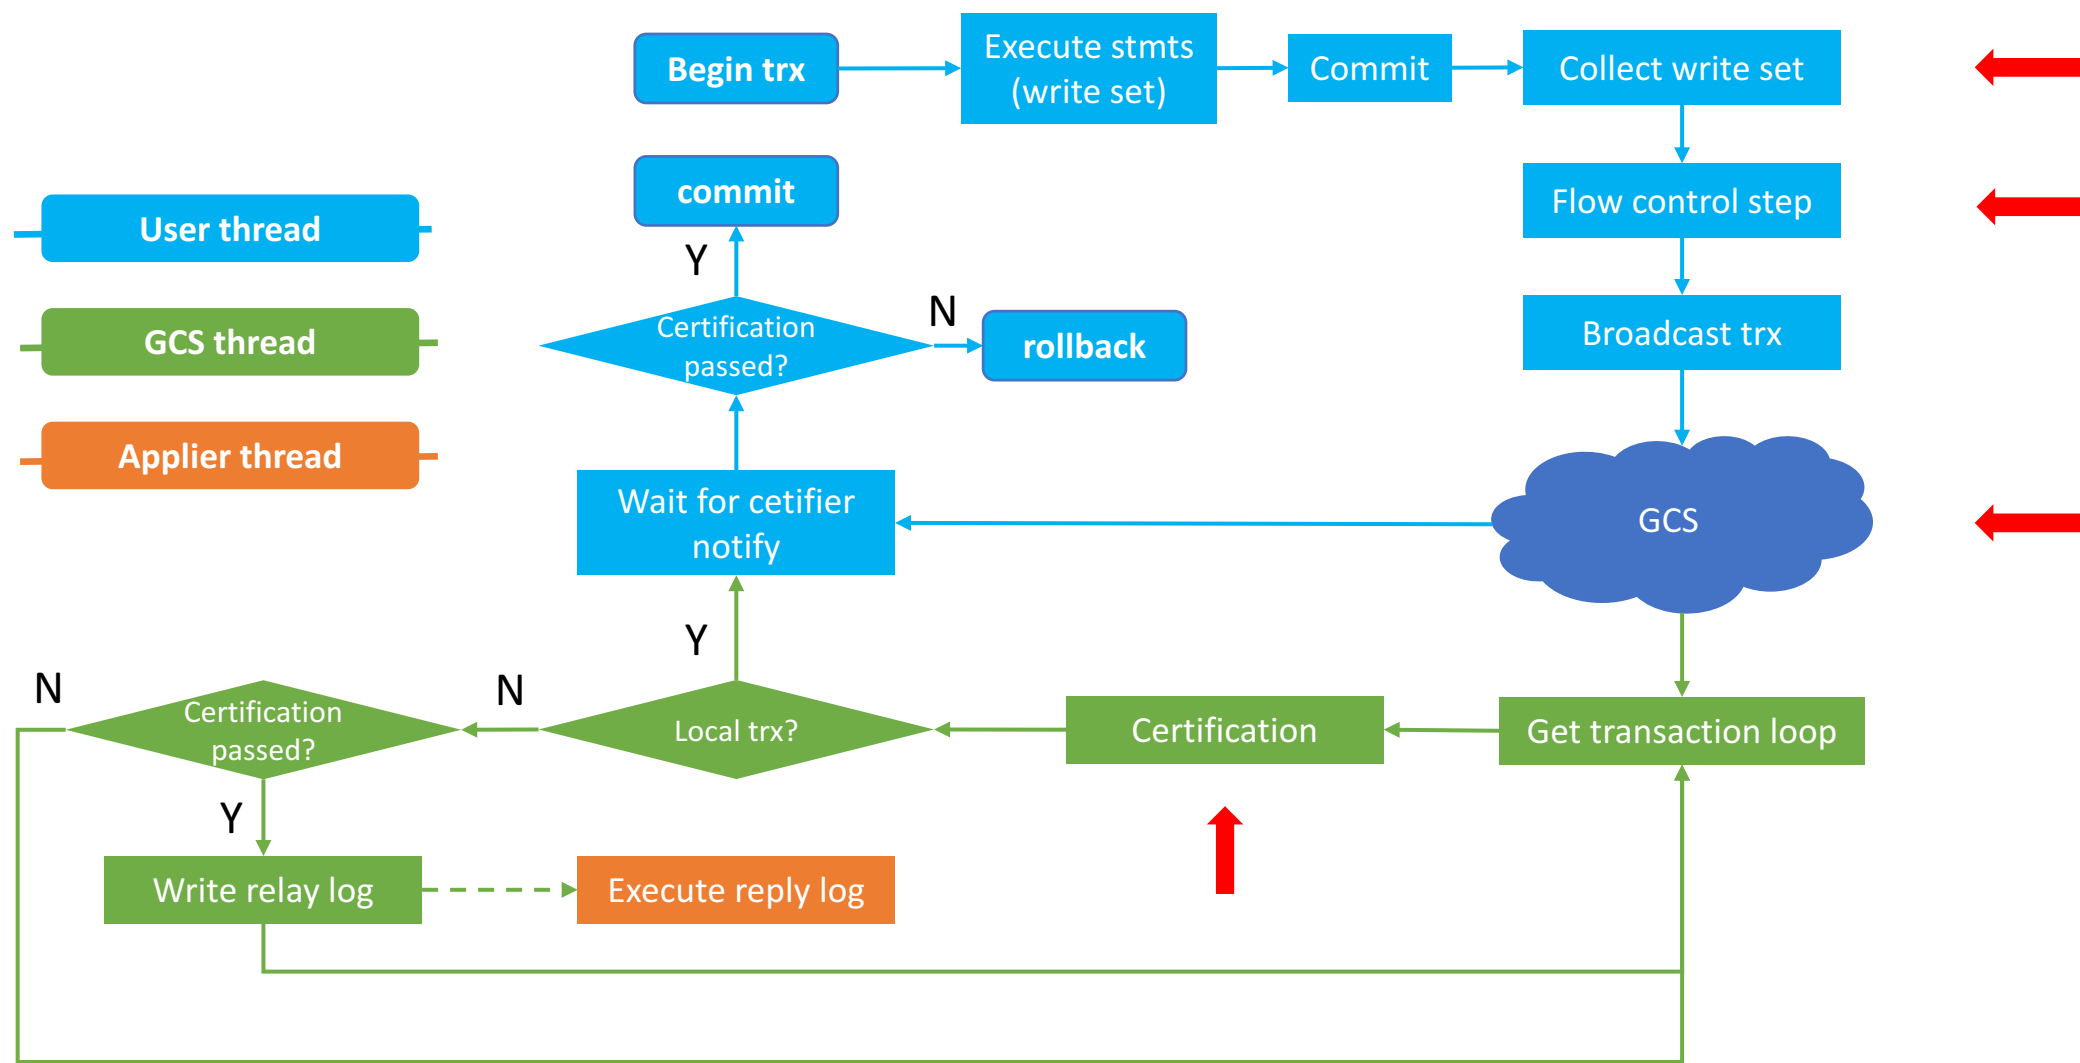 Begin trx
Execute stmts
(write set)
Commit
Collect write set
commit
Flow control step
User thread
Y
N
Certification
passed?
rollback
Broadcast trx
GCS thread
Applier thread
Wait for cetifier
notify
GCS
Y
N
N
Certification
passed?
Local trx?
Certification
Get transaction loop
Y
Write relay log
Execute reply log